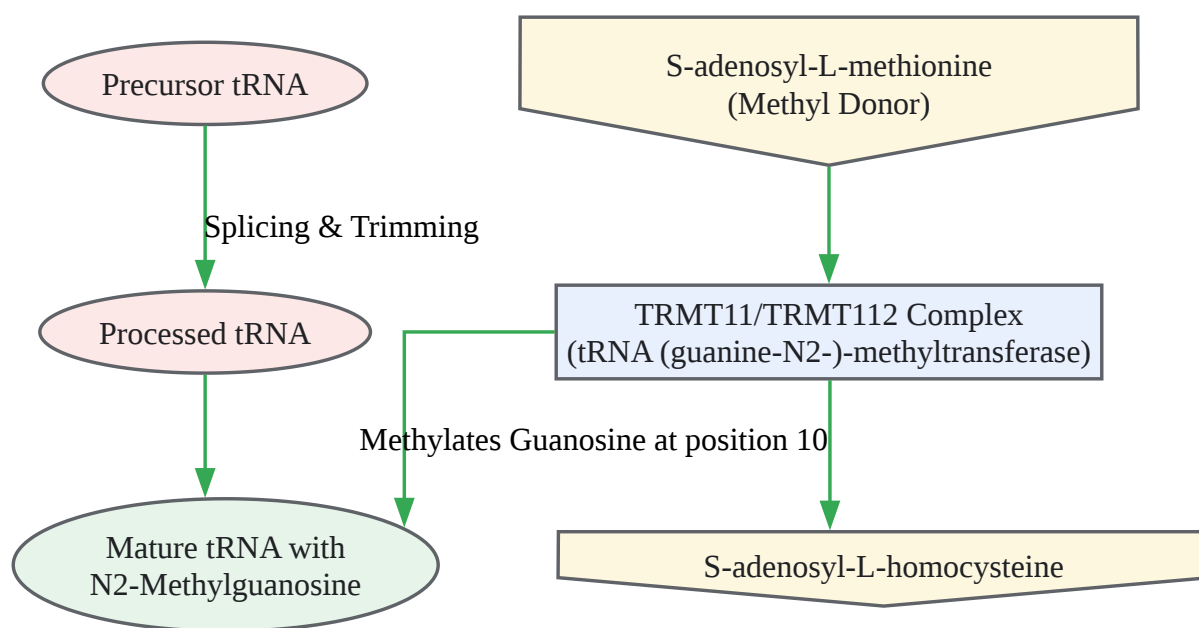 Precursor tRNA
S-adenosyl-L-methionine
(Methyl Donor)
Splicing & Trimming
Processed tRNA
TRMT11/TRMT112 Complex
(tRNA (guanine-N2-)-methyltransferase)
Methylates Guanosine at position 10
Mature tRNA with
N2-Methylguanosine
S-adenosyl-L-homocysteine